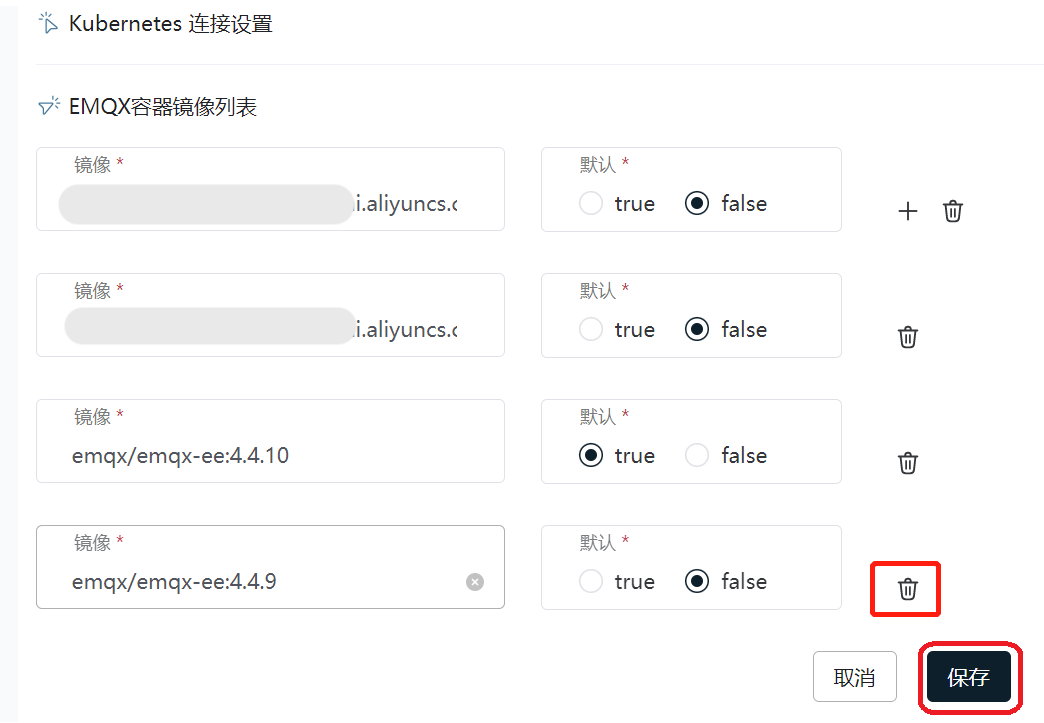 Kubernetes 连接设置
EMQX容器镜像列表
镜像 * 默认 *
i.aliyuncs.c true false
镜像 * 默认 *
i.aliyuncs.c true false
镜像 * 默认 *
emqx/emqx-ee:4.4.10 true false
镜像 * 默认 *
emqx/emqx-ee:4.4.9 true false
取消 保存